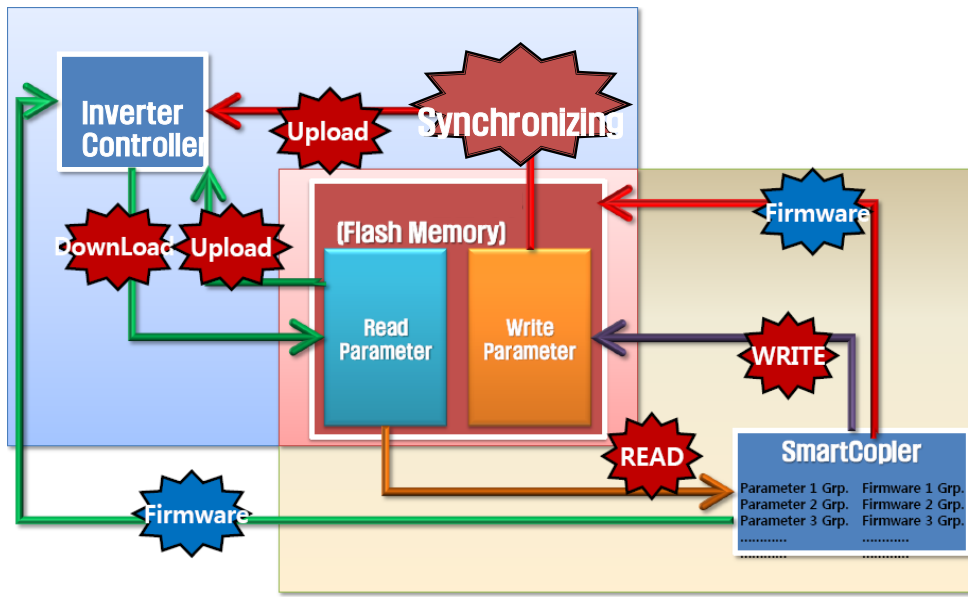 Inverter
Controller
Upload
Synchronizing
DownLoad
Upload
(Flash Memory)
Read
Parameter
Write
Parameter
Firmware
WRITE
READ
SmartCopler
Parameter 1 Grp. Firmware 1 Grp.
Parameter 2 Grp. Firmware 2 Grp.
Parameter 3 Grp. Firmware 3 Grp.
............ ............
............ ............
Firmware